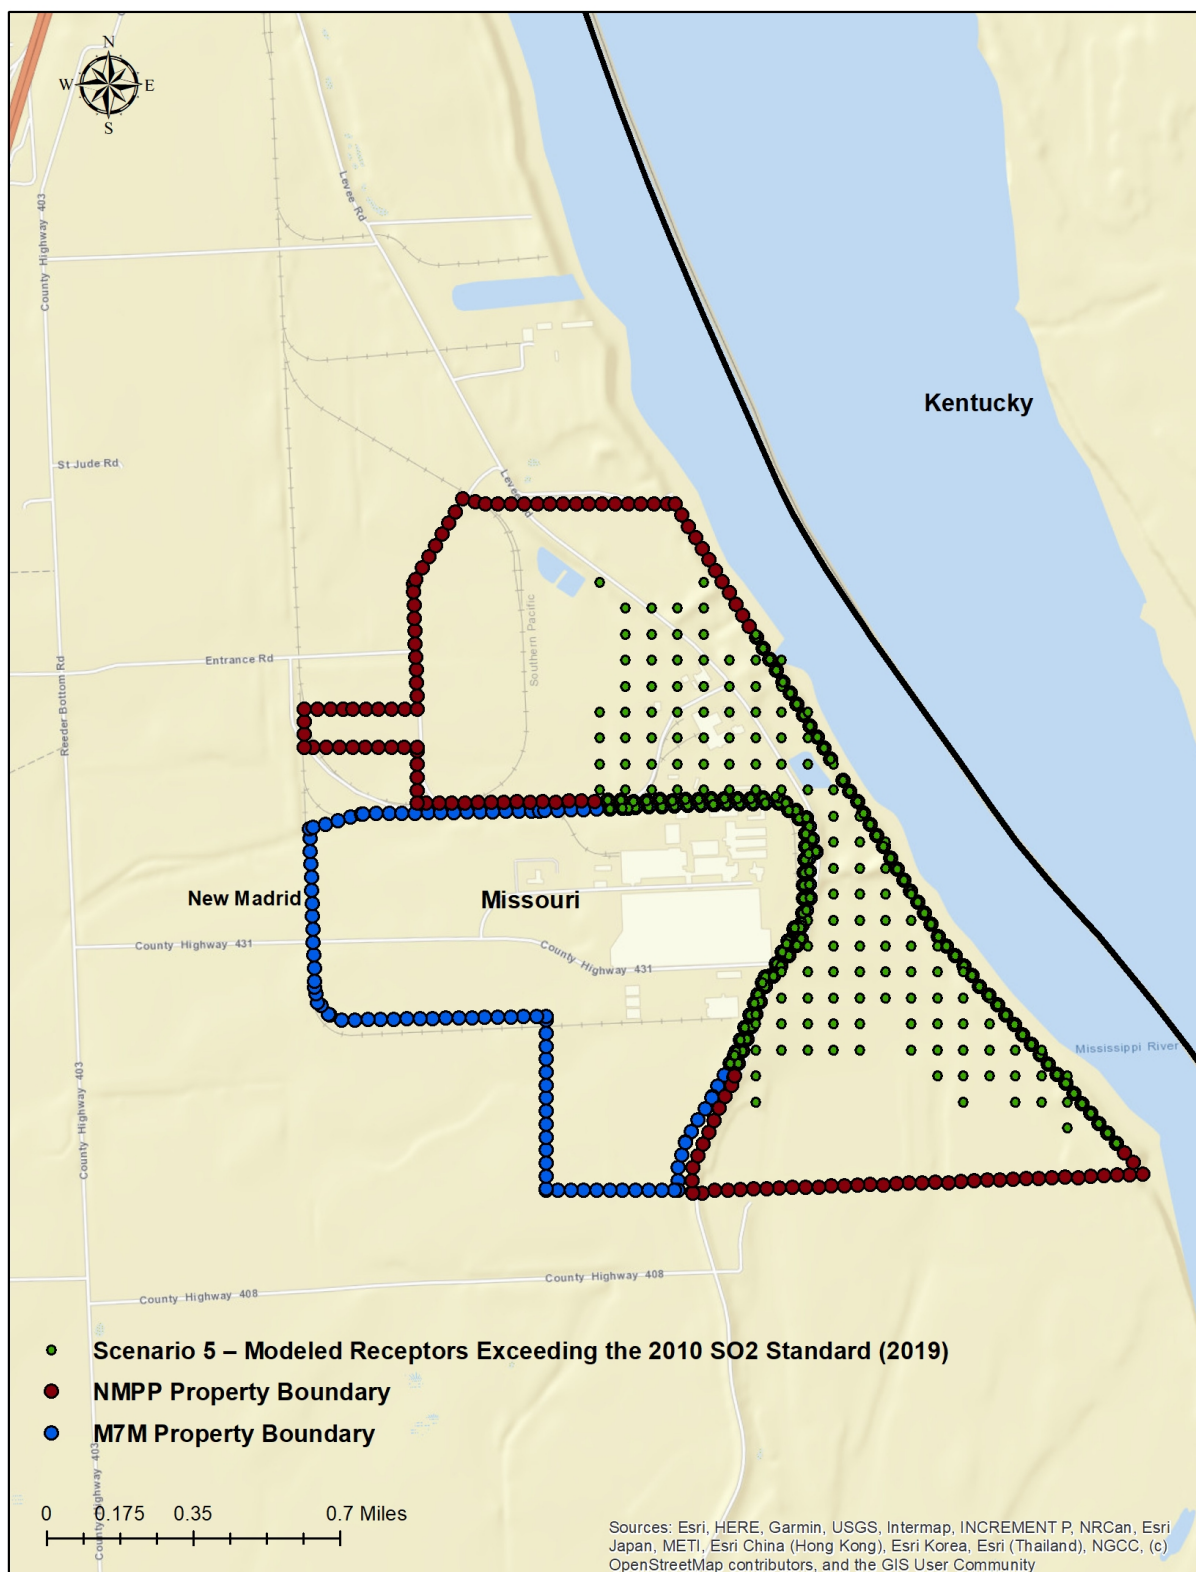 N
W E
S
County Highway 403
Levee Rd
Kentucky
St Jude Rd
Southern Pacific
Entrance Rd
Reeder Bottom Rd
New Madrid
Missouri
County Highway 431
County Highway 431
Mississippi River
County Highway 403
County Highway 408
County Highway 408
Scenario 5 – Modeled Receptors Exceeding the 2010 SO2 Standard (2019)
NMPP Property Boundary
M7M Property Boundary
County Highway 403
0 0.175 0.35 0.7 Miles
Sources: Esri, HERE, Garmin, USGS, Intermap, INCREMENT P, NRCan, Esri
Japan, METI, Esri China (Hong Kong), Esri Korea, Esri (Thailand), NGCC, (c)
OpenStreetMap contributors, and the GIS User Community